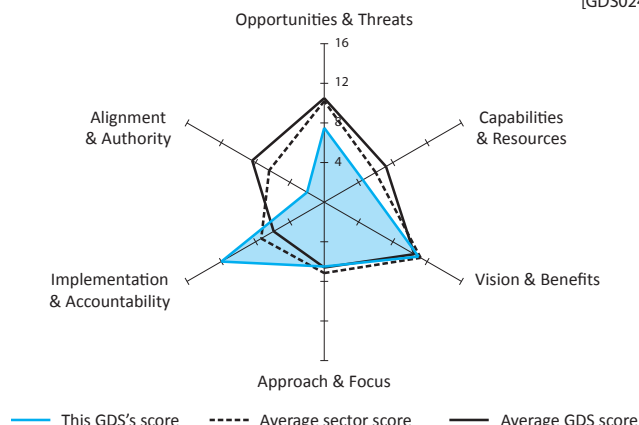 [GDS024
Opportunities & Threats
16
12
8
4
Alignment
& Authority
Capabilities
& Resources
Implementation
& Accountability
Vision & Benefits
Approach & Focus
This GDS's score
Average sector score
Average GDS score